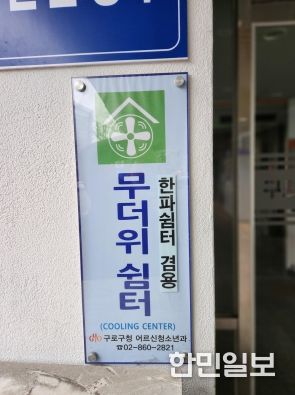 무더위 쉼터
한파쉼터 겸용
(COOLING CENTER)
구로구청 어르신청소년과
☎02-860-2821
한민일보